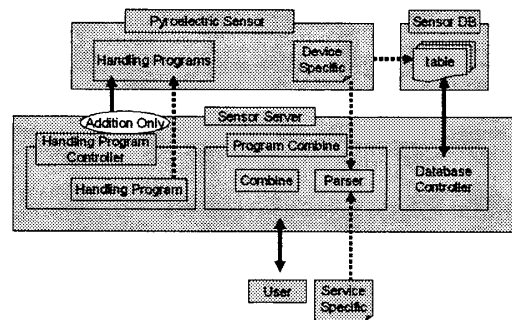 Pyroelectric Sensor
Sensor DB
Handling Programs
Device
Specific
table
Addition Only
Sensor Server
Handling Program
Controller
Program Combine
Handling Program
Combine
Parser
Database
Controller
User
Service
Specific